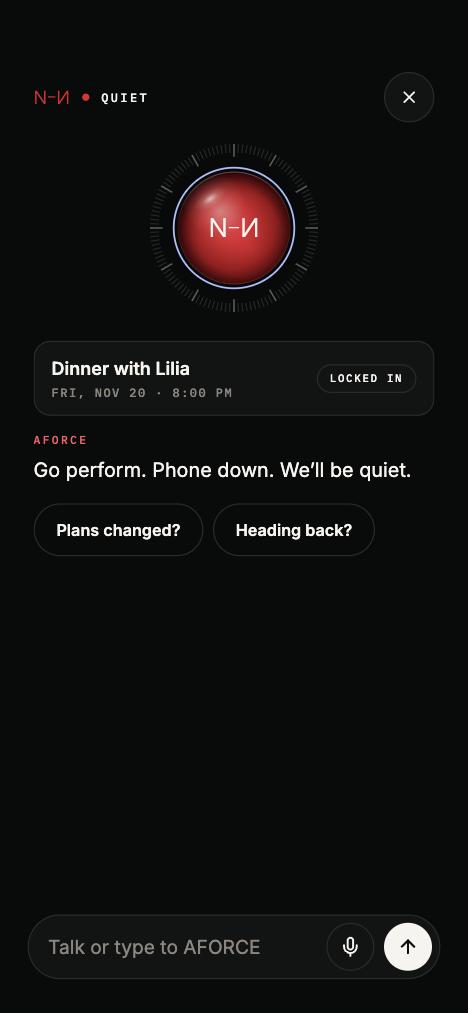 N–N QUIET
N–N
Dinner with Lilia
FRI, NOV 20 · 8:00 PM
LOCKED IN
AFORCE
Go perform. Phone down. We’ll be quiet.
Plans changed?
Heading back?
Talk or type to AFORCE